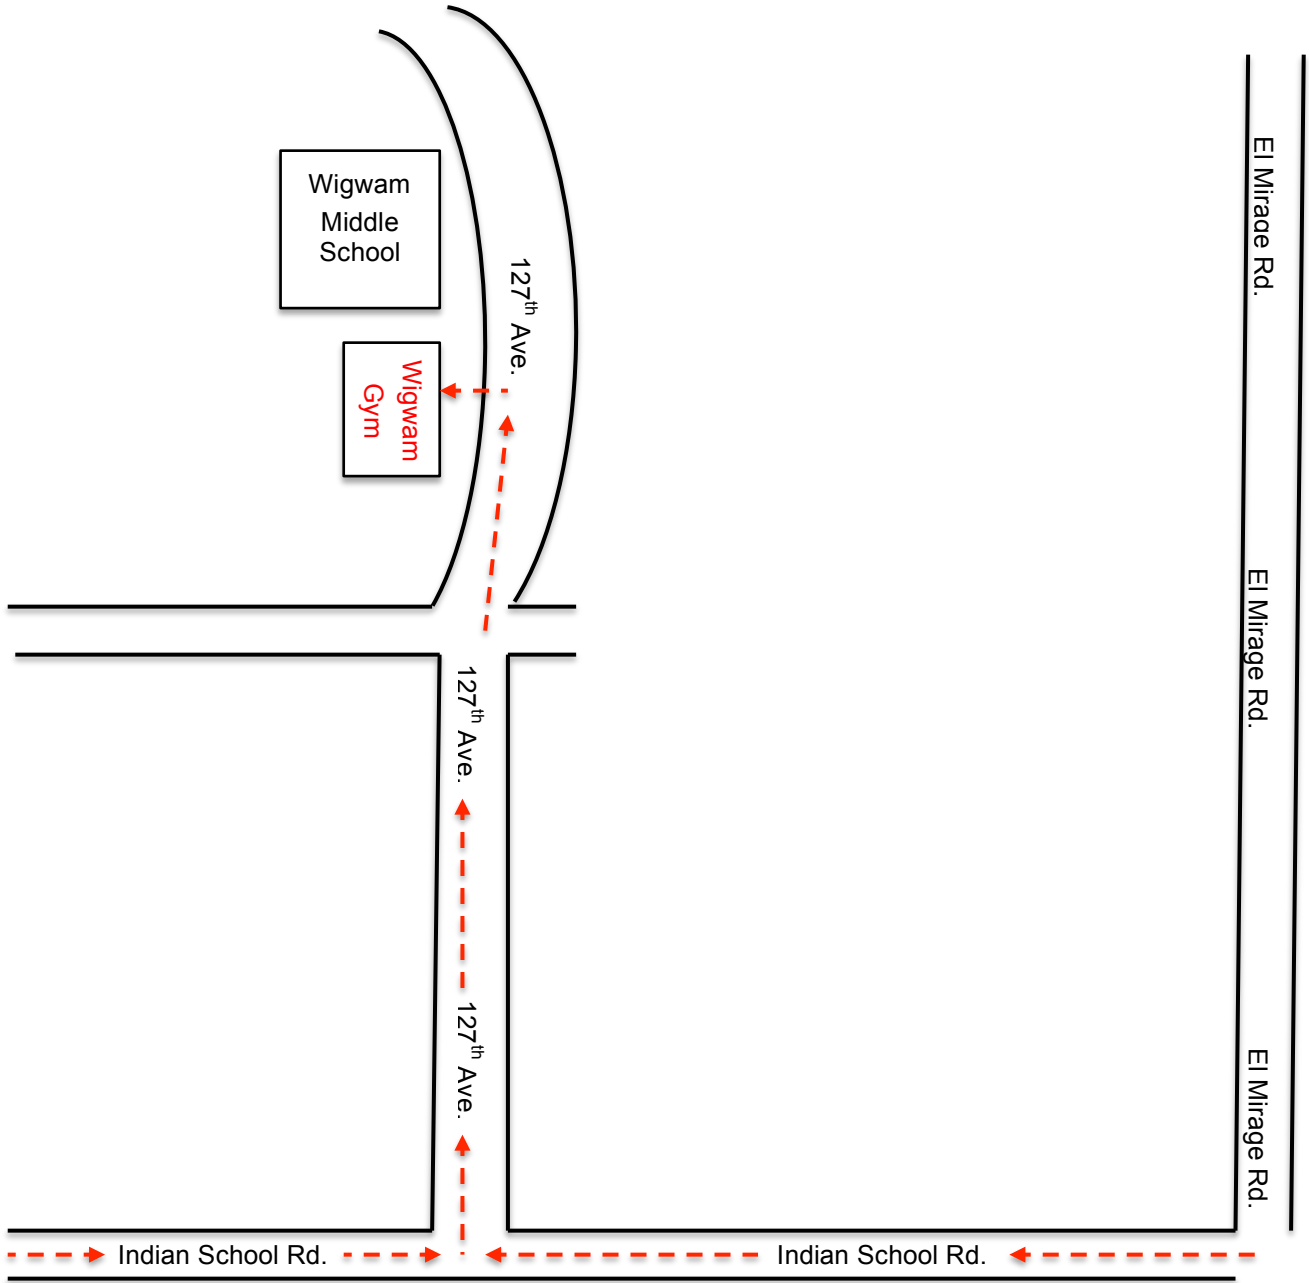 Wigwam
Middle
School
127th Ave.
Wigwam
Gym
127th Ave.
127th Ave.
El Mirage Rd.
El Mirage Rd.
El Mirage Rd.
Indian School Rd.
Indian School Rd.